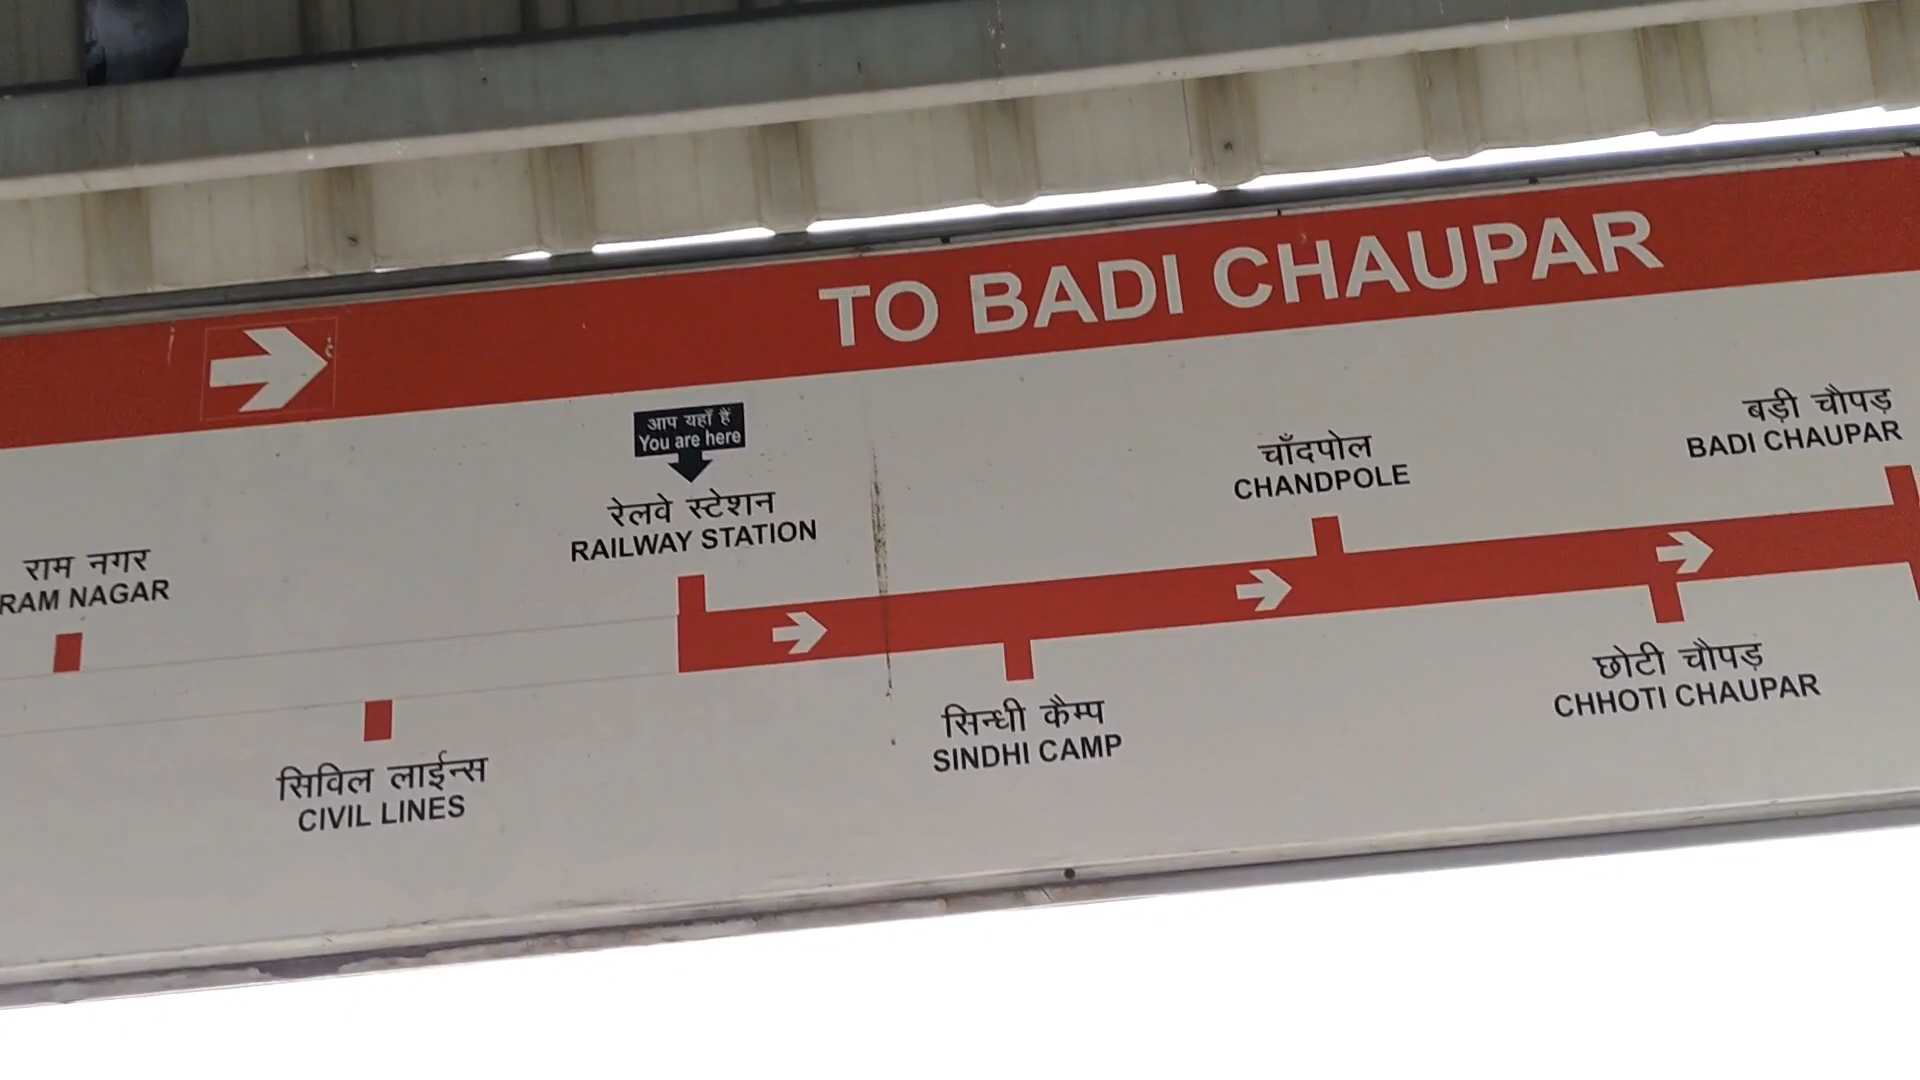 TO BADI CHAUPAR
आप यहाँ हैं
You are here
राम नगर
RAM NAGAR
सिविल लाईन्स
CIVIL LINES
रेलवे स्टेशन
RAILWAY STATION
सिन्धी कैम्प
SINDHI CAMP
चाँदपोल
CHANDPOLE
छोटी चौपड़
CHHOTI CHAUPAR
बड़ी चौपड़
BADI CHAUPAR